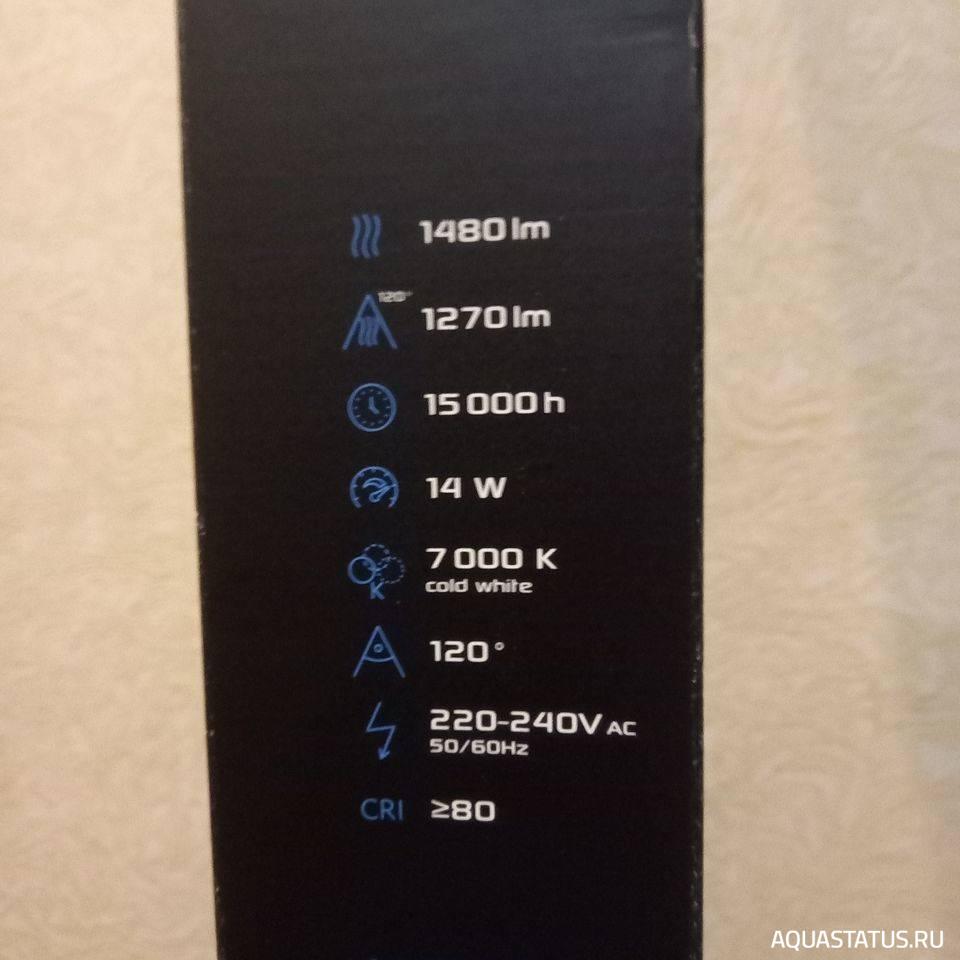 1480 lm
120°
1270 lm
15 000 h
14 W
7 000 K
cold white
K
120°
220-240V AC
50/60Hz
CRI ≥80
AQUASTATUS.RU